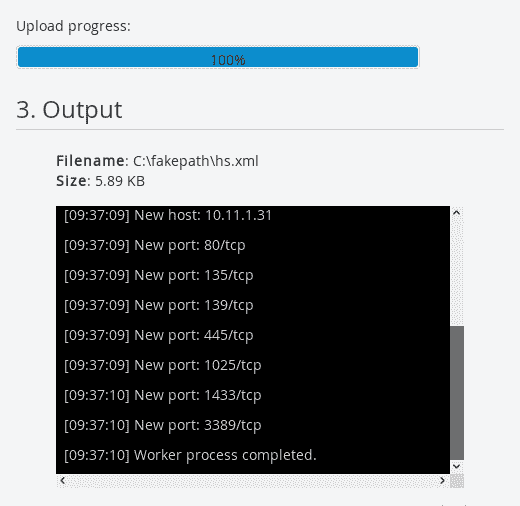 Upload progress:
100%
3. Output
Filename: C:\fakepath\hs.xml
Size: 5.89 KB
[09:37:09] New host: 10.11.1.31
[09:37:09] New port: 80/tcp
[09:37:09] New port: 135/tcp
[09:37:09] New port: 139/tcp
[09:37:09] New port: 445/tcp
[09:37:09] New port: 1025/tcp
[09:37:10] New port: 1433/tcp
[09:37:10] New port: 3389/tcp
[09:37:10] Worker process completed.